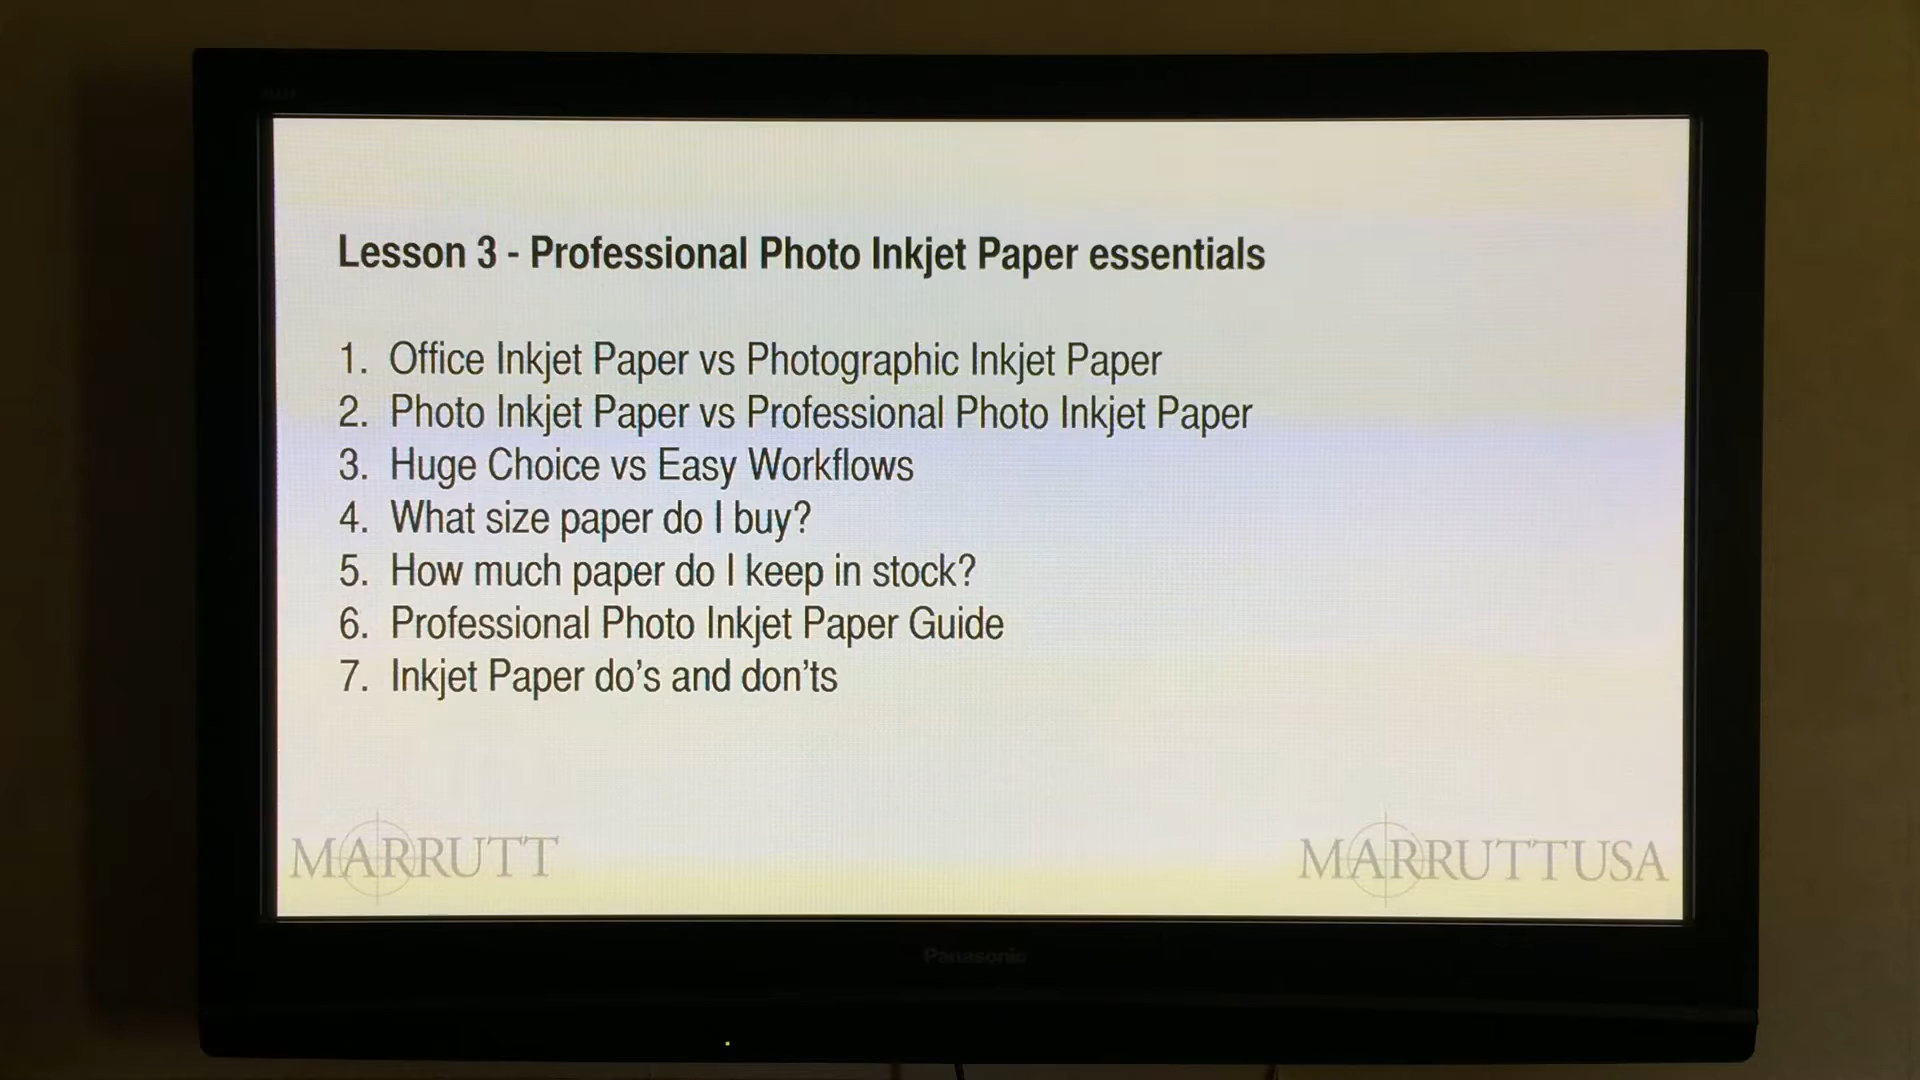 Lesson 3 - Professional Photo Inkjet Paper essentials
1. Office Inkjet Paper vs Photographic Inkjet Paper
2. Photo Inkjet Paper vs Professional Photo Inkjet Paper
3. Huge Choice vs Easy Workflows
4. What size paper do I buy?
5. How much paper do I keep in stock?
6. Professional Photo Inkjet Paper Guide
7. Inkjet Paper do's and don'ts
MARRUTT
MARRUTTUSA
Panasonic